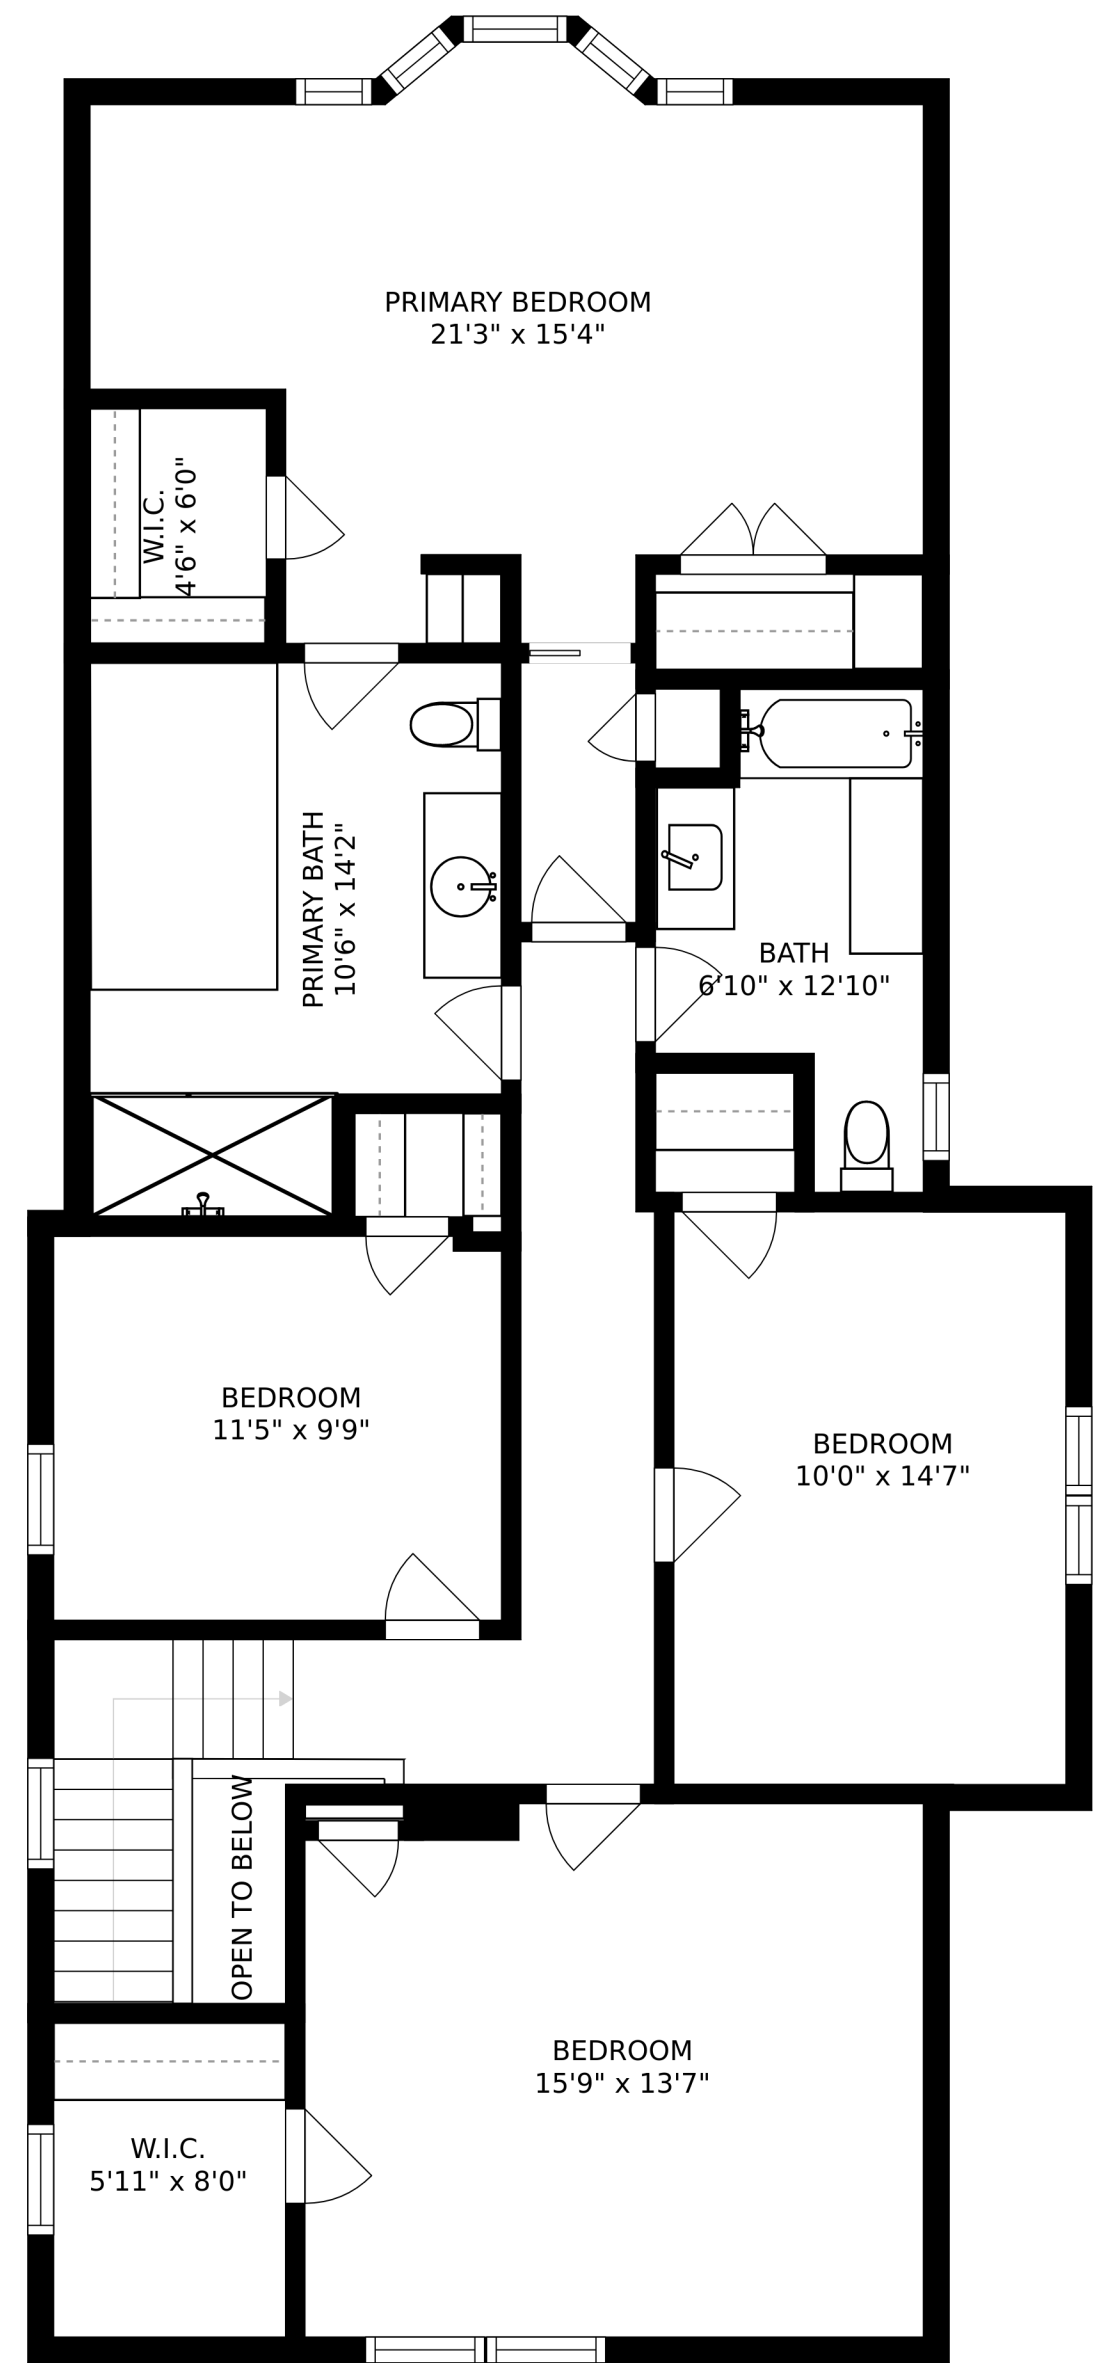 PRIMARY BEDROOM
21'3" x 15'4"
W.I.C.
4'6" x 6'0"
PRIMARY BATH
10'6" x 14'2"
BATH
6'10" x 12'10"
BEDROOM
11'5" x 9'9"
BEDROOM
10'0" x 14'7"
OPEN TO BELOW
BEDROOM
15'9" x 13'7"
W.I.C.
5'11" x 8'0"